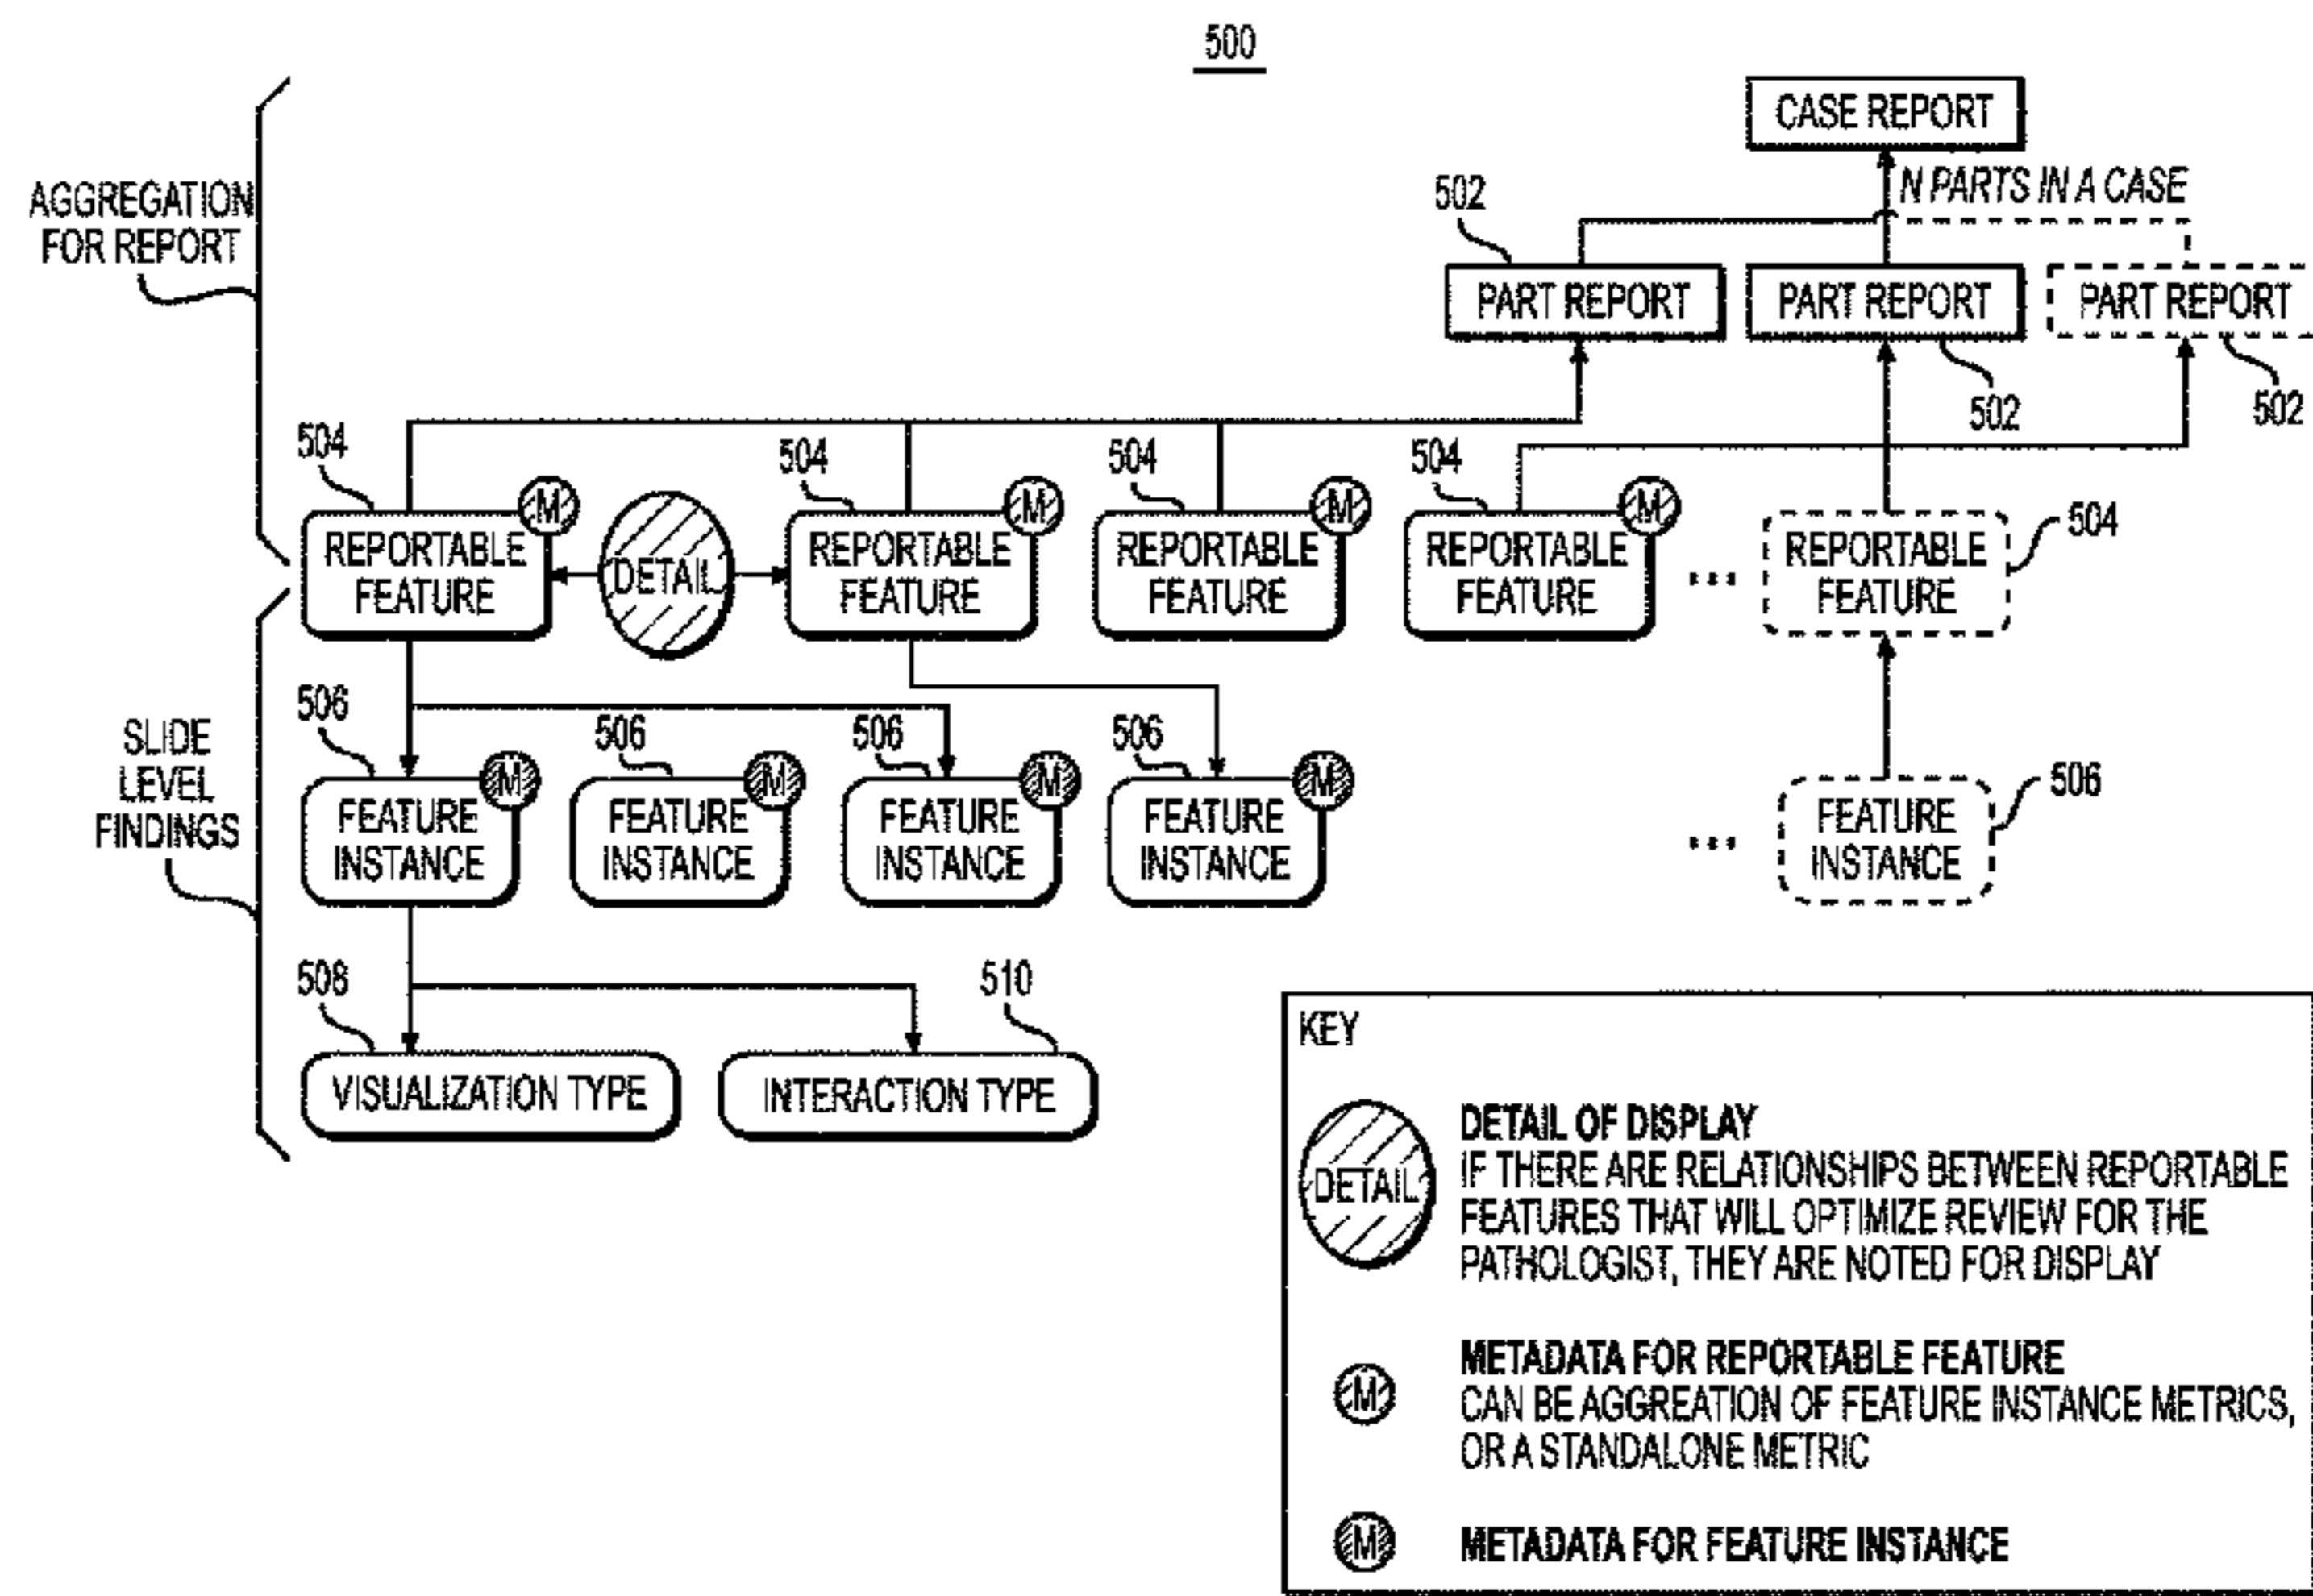 500
CASE REPORT
N PARTS IN A CASE
AGGREGATION
FOR REPORT
502
PART REPORT
PART REPORT
PART REPORT
502
502
504
504
504
504
504
M
M
M
M
REPORTABLE
FEATURE
DETAIL
REPORTABLE
FEATURE
REPORTABLE
FEATURE
REPORTABLE
FEATURE
...
REPORTABLE
FEATURE
SLIDE
LEVEL
FINDINGS
506
506
506
506
506
M
M
M
M
FEATURE
INSTANCE
FEATURE
INSTANCE
FEATURE
INSTANCE
FEATURE
INSTANCE
...
FEATURE
INSTANCE
508
510
VISUALIZATION TYPE
INTERACTION TYPE
KEY
DETAIL
DETAIL OF DISPLAY
IF THERE ARE RELATIONSHIPS BETWEEN REPORTABLE
FEATURES THAT WILL OPTIMIZE REVIEW FOR THE
PATHOLOGIST, THEY ARE NOTED FOR DISPLAY
M
METADATA FOR REPORTABLE FEATURE
CAN BE AGGREATION OF FEATURE INSTANCE METRICS,
OR A STANDALONE METRIC
M
METADATA FOR FEATURE INSTANCE